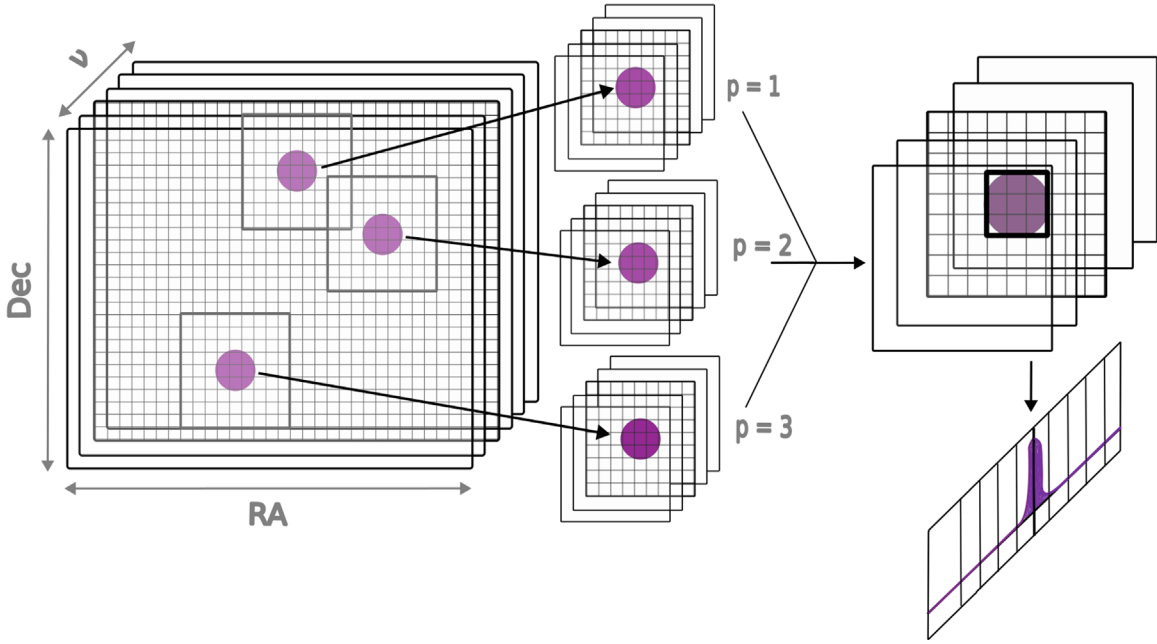 ν
Dec
RA
p = 1
p = 2
p = 3